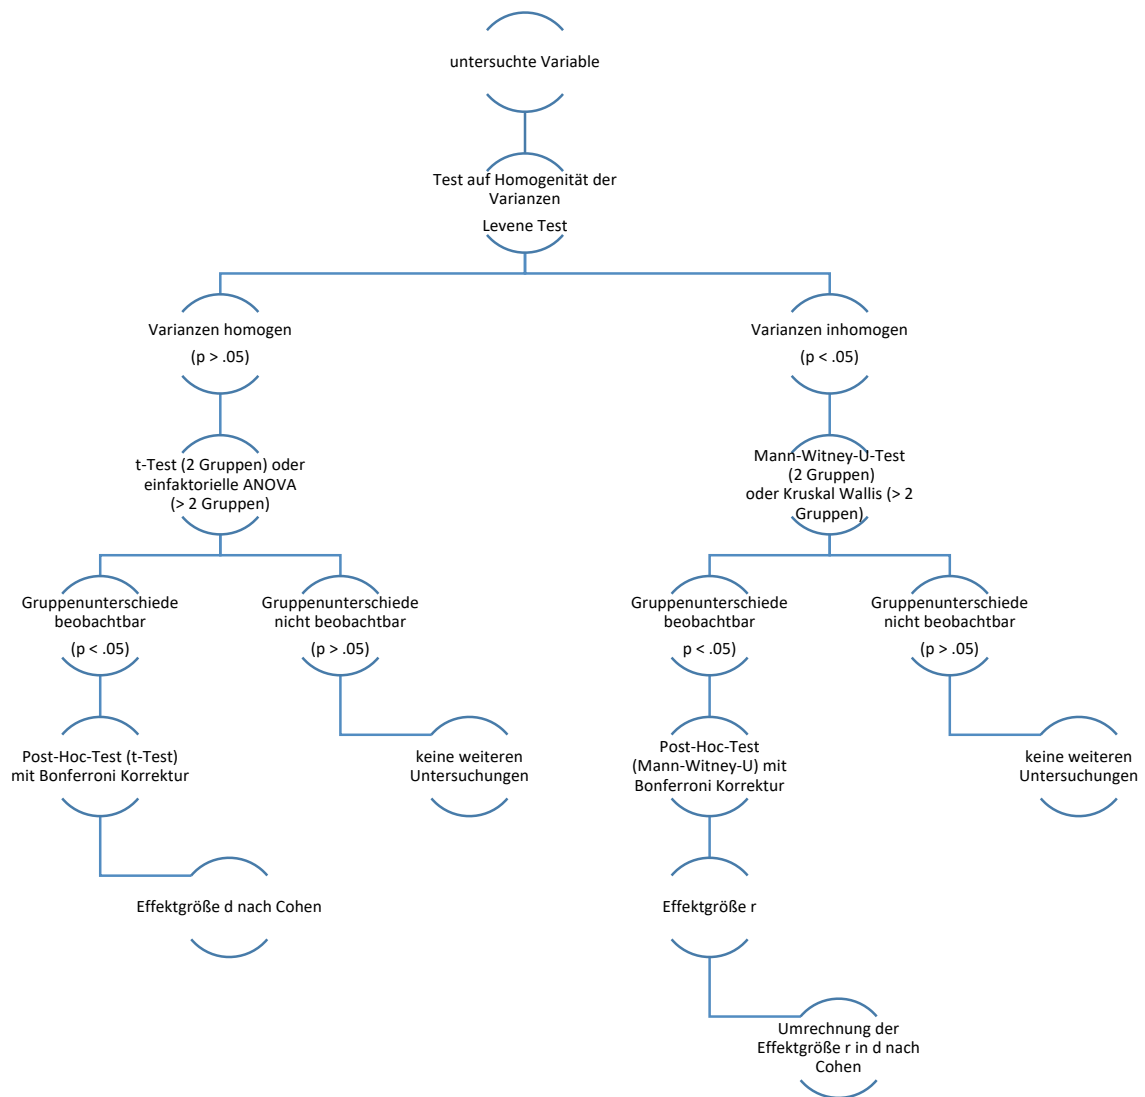 untersuchte Variable
Test auf Homogenität der
Varianzen
Levene Test
Varianzen homogen
(p > .05)
Varianzen inhomogen
(p < .05)
t-Test (2 Gruppen) oder
einfaktorielle ANOVA
(> 2 Gruppen)
Mann-Witney-U-Test
(2 Gruppen)
oder Kruskal Wallis (> 2
Gruppen)
Gruppenunterschiede
beobachtbar
(p < .05)
Gruppenunterschiede
nicht beobachtbar
(p > .05)
Gruppenunterschiede
beobachtbar
p < .05)
Gruppenunterschiede
nicht beobachtbar
(p > .05)
Post-Hoc-Test (t-Test)
mit Bonferroni Korrektur
keine weiteren
Untersuchungen
Post-Hoc-Test
(Mann-Witney-U) mit
Bonferroni Korrektur
keine weiteren
Untersuchungen
Effektgröße d nach Cohen
Effektgröße r
Umrechnung der
Effektgröße r in d nach
Cohen